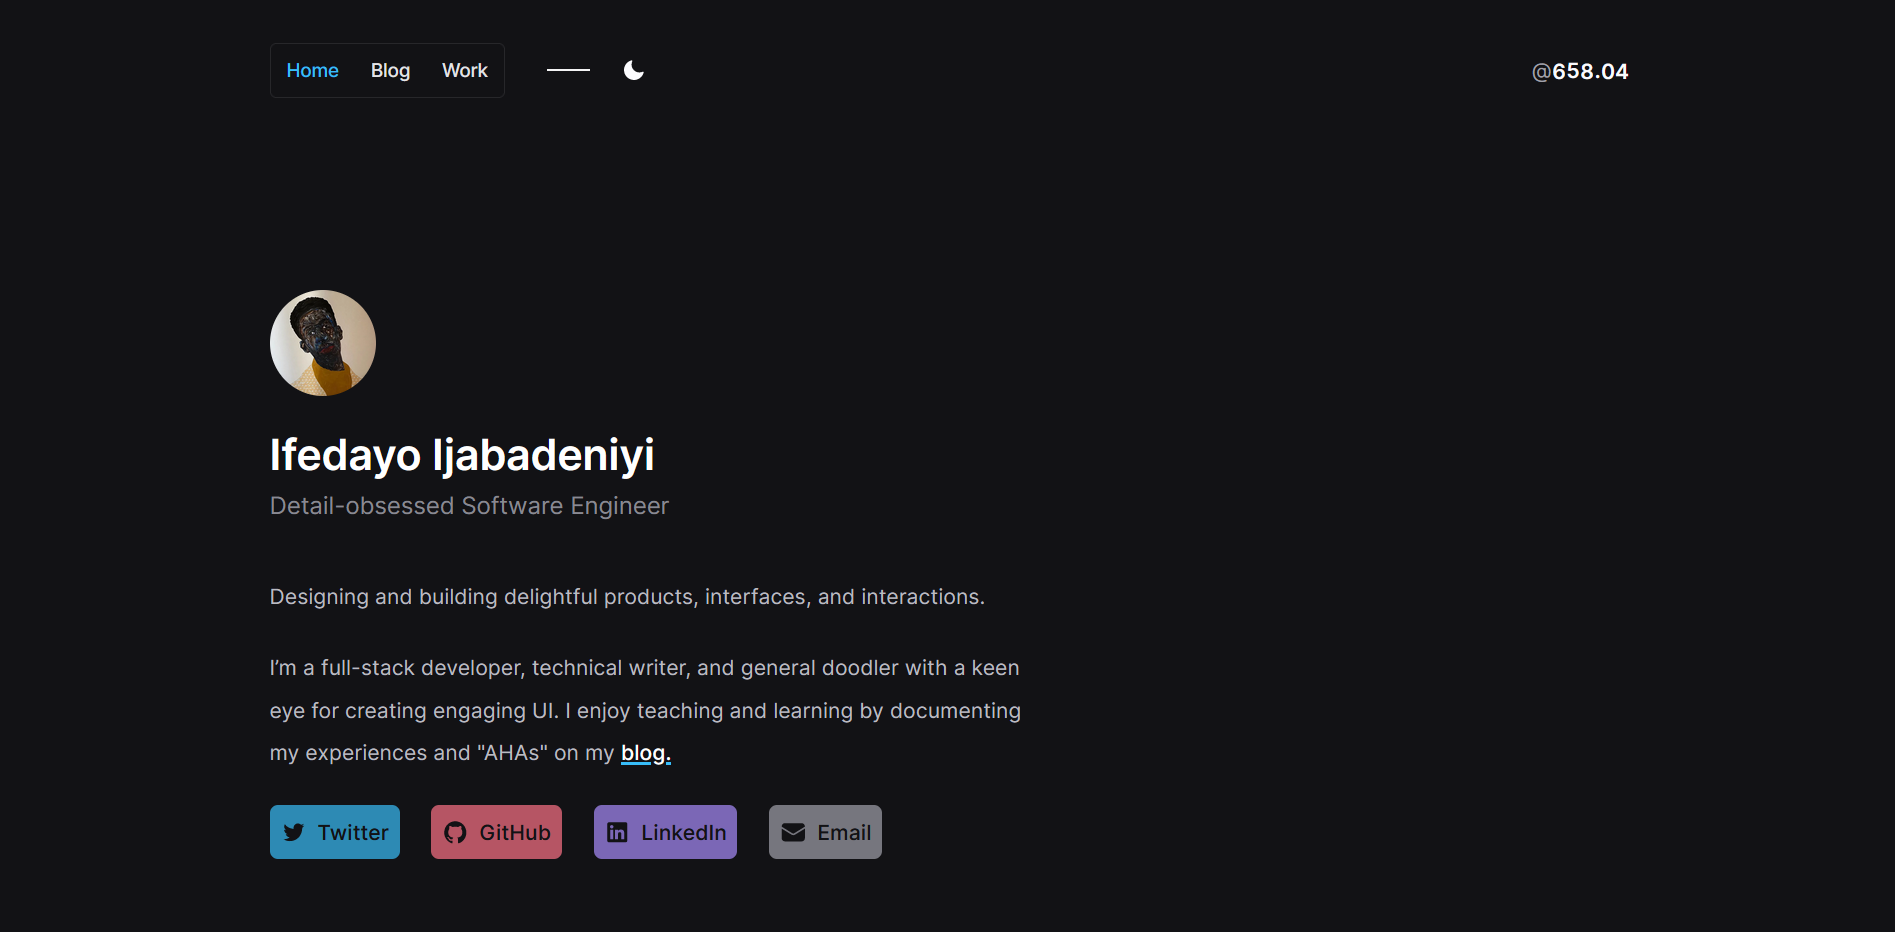 Home Blog Work
@658.04
Ifedayo Ijabadeniyi
Detail-obsessed Software Engineer
Designing and building delightful products, interfaces, and interactions.
I’m a full-stack developer, technical writer, and general doodler with a keen
eye for creating engaging UI. I enjoy teaching and learning by documenting
my experiences and "AHAs" on my blog.
Twitter GitHub LinkedIn Email